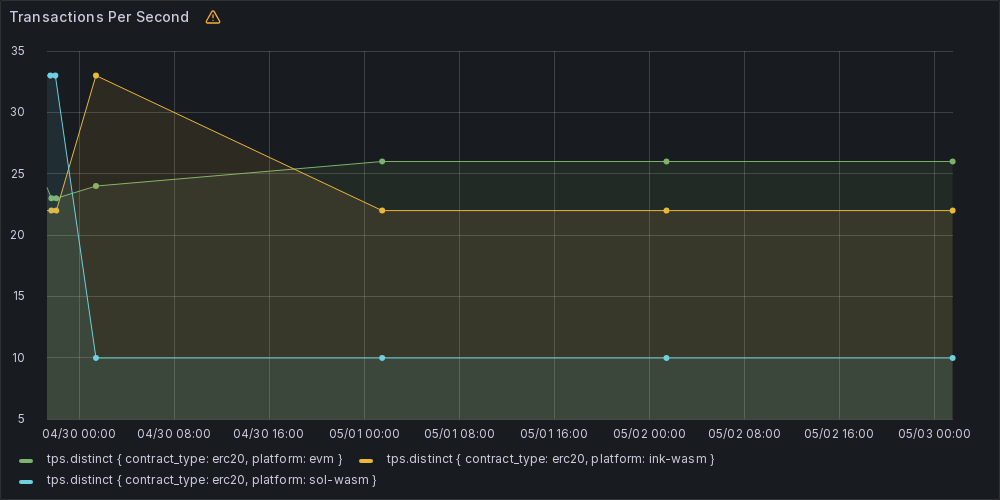 Transactions Per Second
35
30
25
20
15
10
5
04/30 00:00 04/30 08:00 04/30 16:00 05/01 00:00 05/01 08:00 05/01 16:00 05/02 00:00 05/02 08:00 05/02 16:00 05/03 00:00
tps.distinct { contract_type: erc20, platform: evm } tps.distinct { contract_type: erc20, platform: ink-wasm }
tps.distinct { contract_type: erc20, platform: sol-wasm }